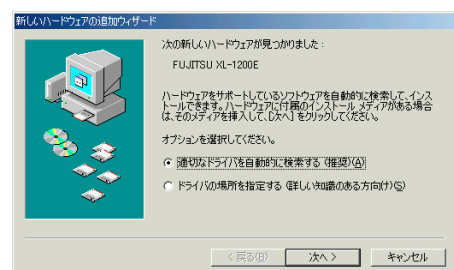 新しいハードウェアの追加ウィザード
次の新しいハードウェアが見つかりました :
FUJITSU XL-1200E
ハードウェアをサポートしているソフトウェアを自動的に検索して、インス
トールできます。ハードウェアに付属のインストール メディアがある場合
は、そのメディアを挿入して、[次へ] をクリックしてください。
オプションを選択してください。
適切なドライバを自動的に検索する (推奨)(A)
ドライバの場所を指定する (詳しい知識のある方向け)(S)
< 戻る(B) 次へ > キャンセル